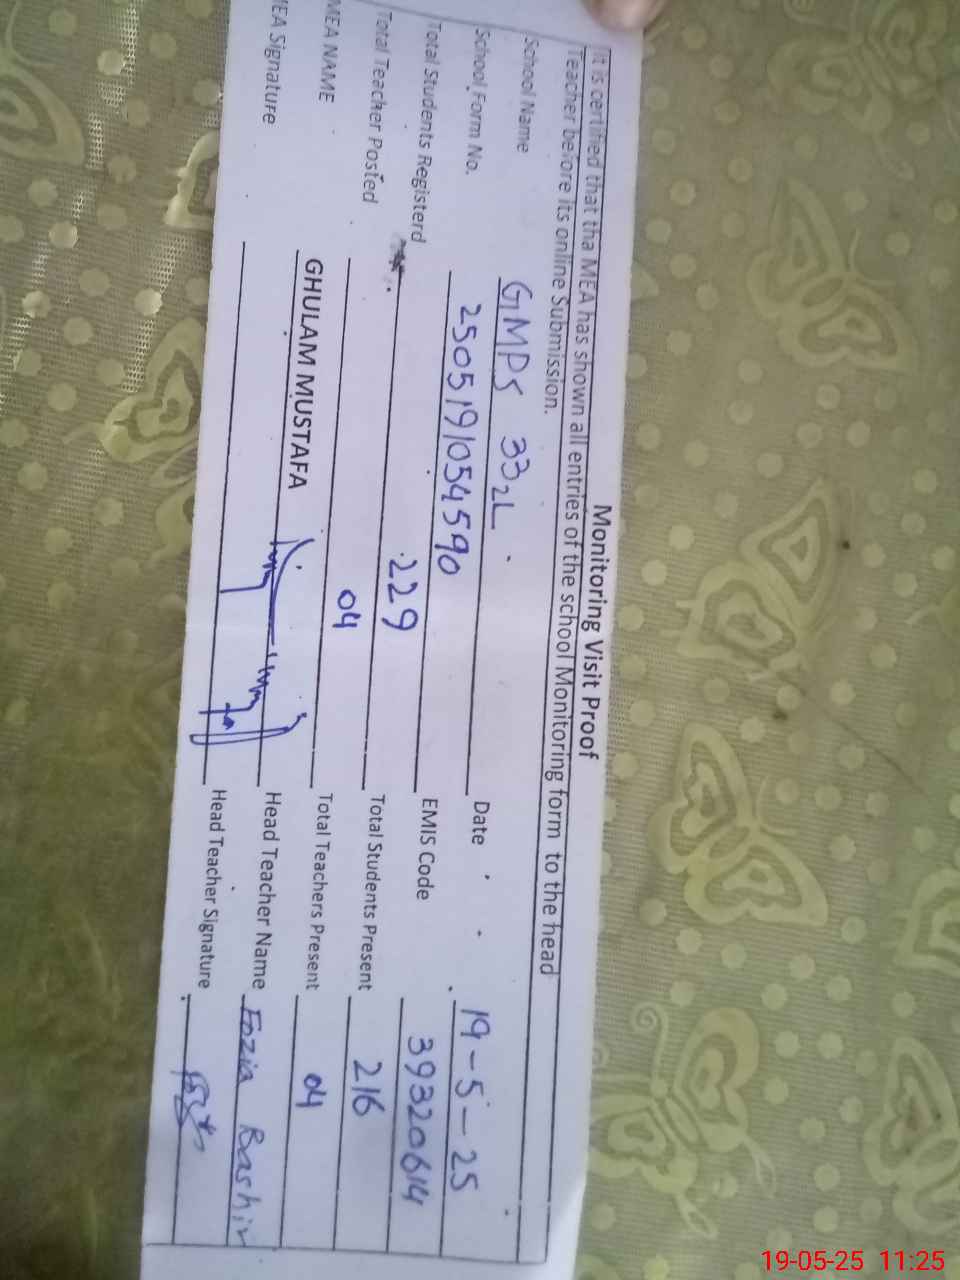 Monitoring Visit Proof
It is certified that tha MEA has shown all entries of the school Monitoring form to the head
Teacher before its online Submission.
School Name GMPS 33 2L Date 19-5-25
School Form No. 2505191054590 EMIS Code 39320614
Total Students Registerd 229 Total Students Present 216
Total Teacher Posted 04 Total Teachers Present 04
MEA NAME GHULAM MUSTAFA Head Teacher Name Fozia Bashir
MEA Signature Head Teacher Signature
19-05-25 11:25